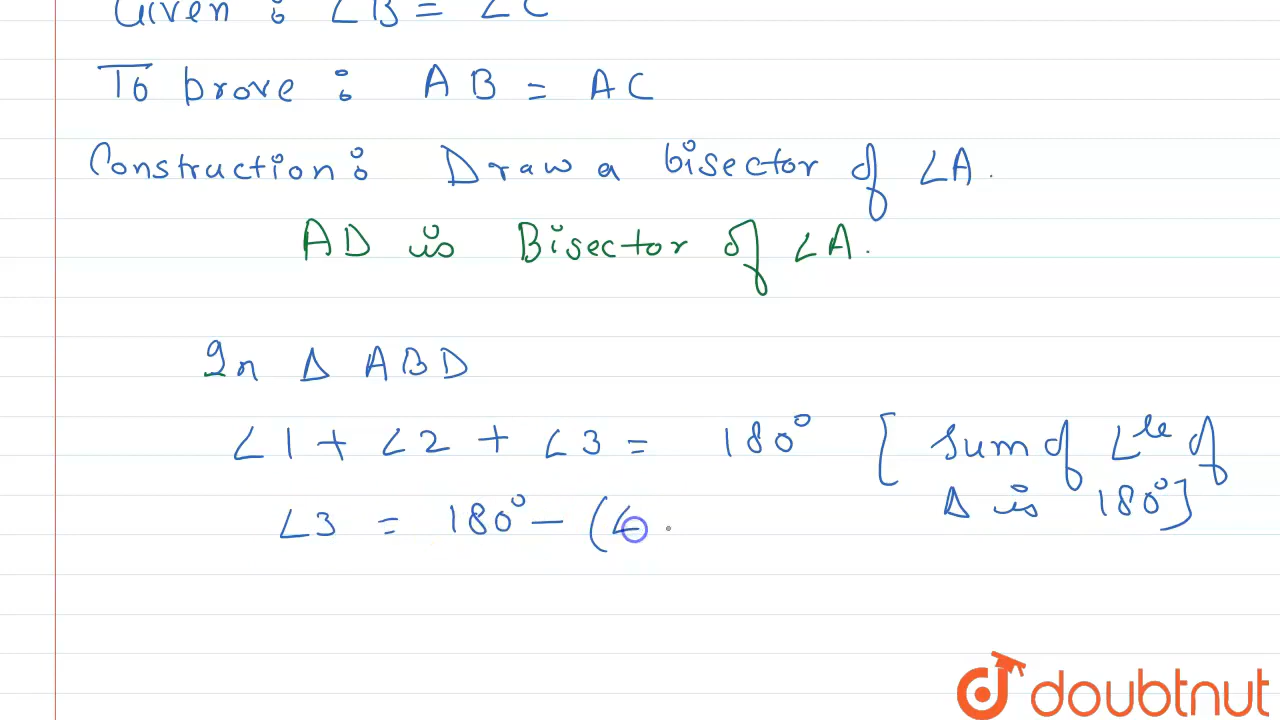 Given : ∠B = ∠C
To prove : AB = AC
Construction : Draw a bisector of ∠A.
AD is Bisector of ∠A.
In Δ ABD
∠1 + ∠2 + ∠3 = 180° [Sum of ∠le of
Δ is 180°]
∠3 = 180° - (∠
doubtnut